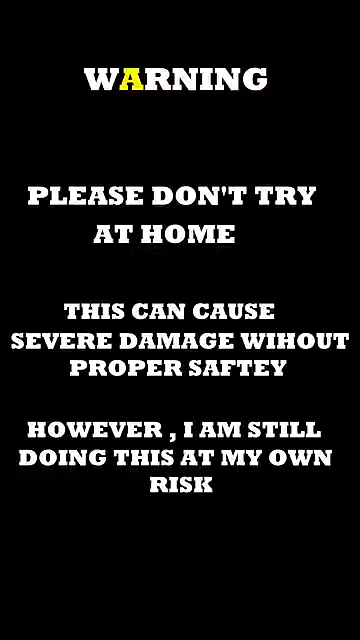 WARNING
PLEASE DON'T TRY
AT HOME
THIS CAN CAUSE
SEVERE DAMAGE WIHOUT
PROPER SAFTEY
HOWEVER , I AM STILL
DOING THIS AT MY OWN
RISK